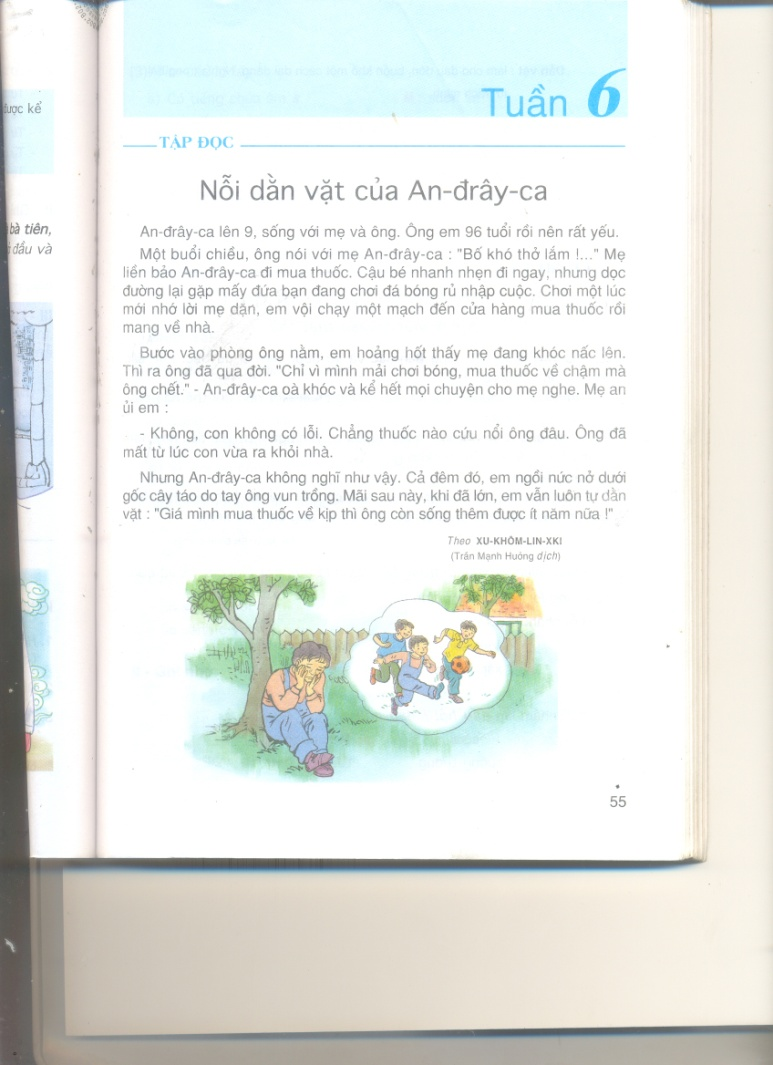 được kể
bà tiên,
đầu và
Tuần 6
TẬP ĐỌC
Nỗi dằn vặt của An-đrây-ca
An-đrây-ca lên 9, sống với mẹ và ông. Ông em 96 tuổi rồi nên rất yếu.
Một buổi chiều, ông nói với mẹ An-đrây-ca : "Bố khó thở lắm !..." Mẹ
liền bảo An-đrây-ca đi mua thuốc. Cậu bé nhanh nhẹn đi ngay, nhưng dọc
đường lại gặp mấy đứa bạn đang chơi đá bóng rủ nhập cuộc. Chơi một lúc
mới nhớ lời mẹ dặn, em vội chạy một mạch đến cửa hàng mua thuốc rồi
mang về nhà.
Bước vào phòng ông nằm, em hoảng hốt thấy mẹ đang khóc nấc lên.
Thì ra ông đã qua đời. "Chỉ vì mình mải chơi bóng, mua thuốc về chậm mà
ông chết." - An-đrây-ca oà khóc và kể hết mọi chuyện cho mẹ nghe. Mẹ an
ủi em :
- Không, con không có lỗi. Chẳng thuốc nào cứu nổi ông đâu. Ông đã
mất từ lúc con vừa ra khỏi nhà.
Nhưng An-đrây-ca không nghĩ như vậy. Cả đêm đó, em ngồi nức nở dưới
gốc cây táo do tay ông vun trồng. Mãi sau này, khi đã lớn, em vẫn luôn tự dằn
vặt : "Giá mình mua thuốc về kịp thì ông còn sống thêm được ít năm nữa !"
Theo XU-KHÔM-LIN-XKI
(Trần Mạnh Hưởng dịch)
55